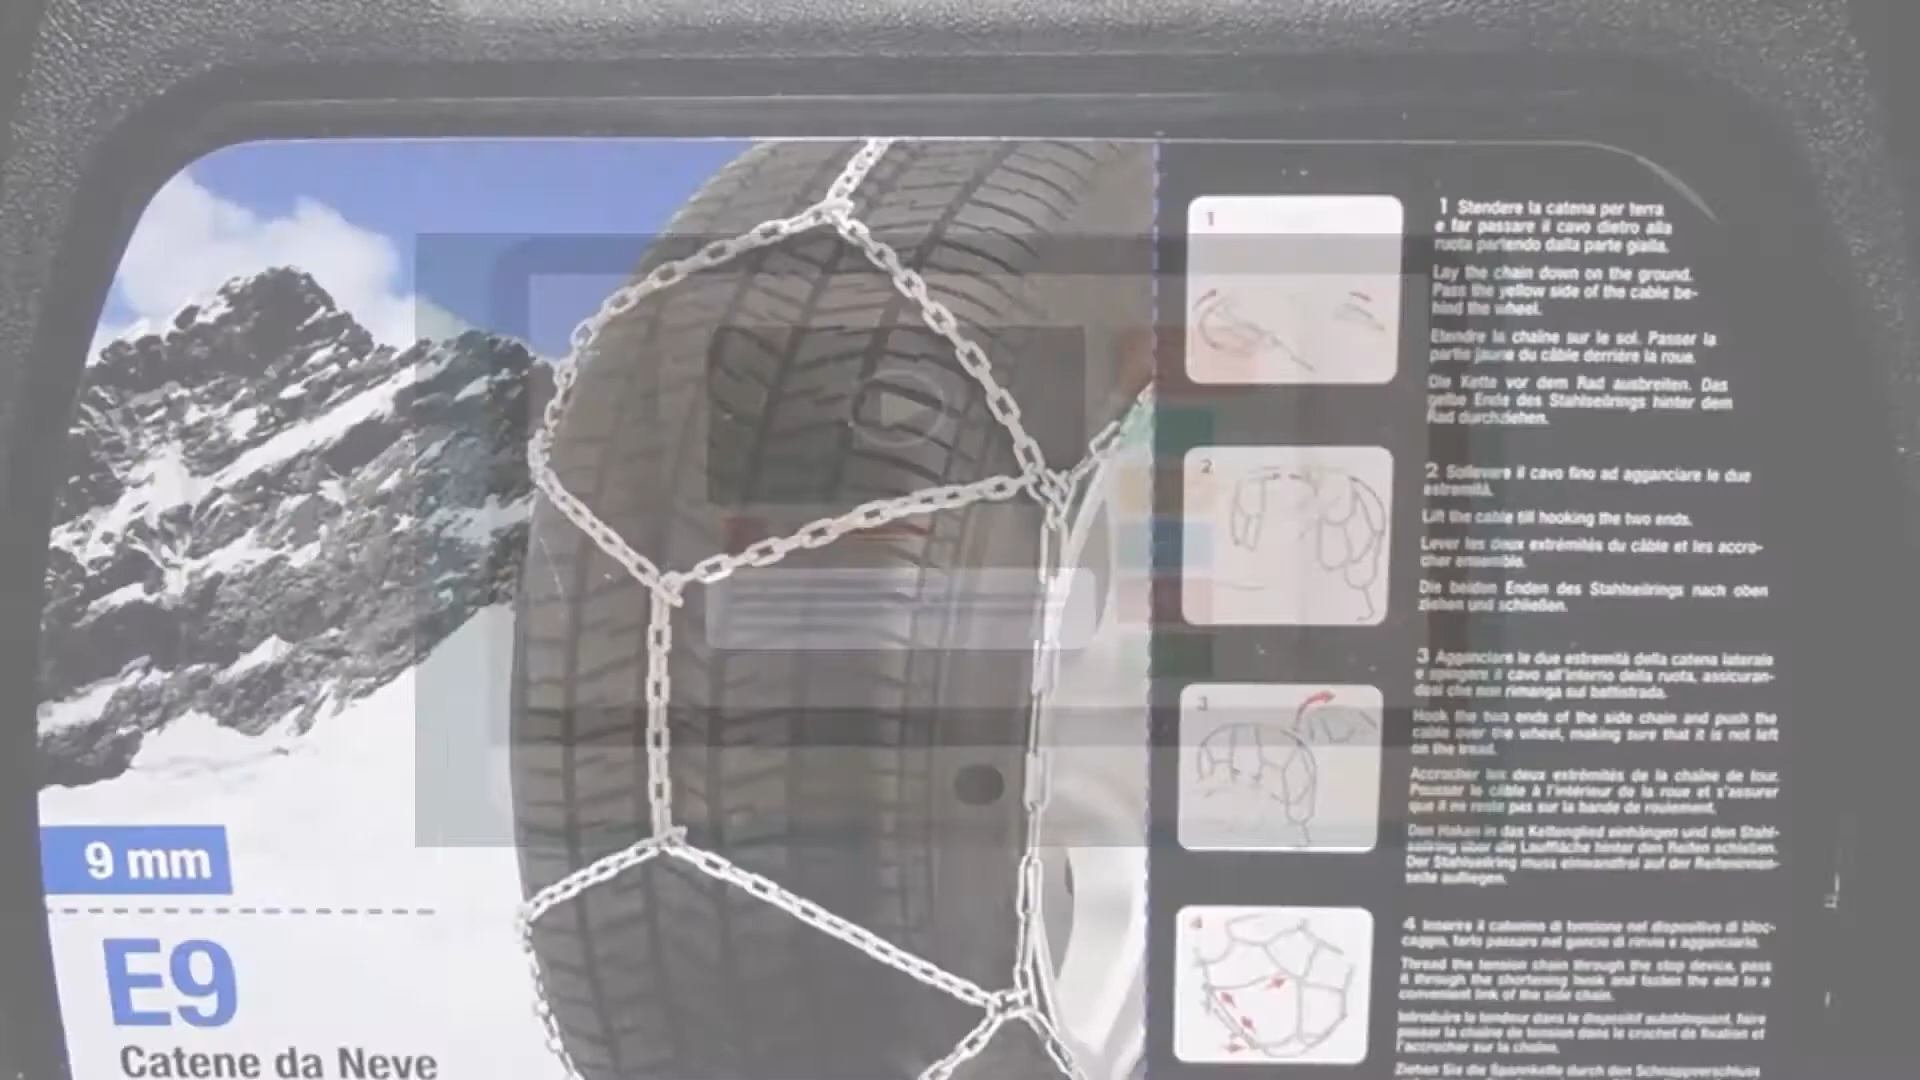 9 mm
E9
Catene da Neve
1
1 Stendere la catena per terra
e far passare il cavo dietro alla
ruota partendo dalla parte gialla.
Lay the chain down on the ground.
Pass the yellow side of the cable be-
hind the wheel.
Etendre la chaîne sur le sol. Passer la
partie jaune du câble derrière la roue.
Die Kette vor dem Rad ausbreiten. Das
gelbe Ende des Stahlseilrings hinter dem
Rad durchziehen.
2
2 Sollevare il cavo fino ad agganciare le due
estremità.
Lift the cable till hooking the two ends.
Lever les deux extrémités du câble et les accro-
cher ensemble.
Die beiden Enden des Stahlseilrings nach oben
ziehen und schließen.
3
3 Agganciare le due estremità della catena laterale
e spingere il cavo all'interno della ruota, assicuran-
dosi che non rimanga sul battistrada.
Hook the two ends of the side chain and push the
cable over the wheel, making sure that it is not left
on the tread.
Accrocher les deux extrémités de la chaîne de tour.
Pousser le câble à l'intérieur de la roue et s'assurer
que il ne reste pas sur la bande de roulement.
Den Haken in das Kettenglied einhängen und den Stahl-
seilring über die Lauffläche hinter den Reifen schieben.
Der Stahlseilring muss einwandfrei auf der Reifeninnen-
seite aufliegen.
4
4 Inserire il catenino di tensione nel dispositivo di bloc-
caggio, farlo passare nel gancio di rinvio e agganciarlo.
Thread the tension chain through the stop device, pass
it through the shortening hook and fasten the end to a
convenient link of the side chain.
Introduire le tendeur dans le dispositif autobloquant, faire
passer la chaîne de tension dans le crochet de fixation et
l'accrocher sur la chaîne.
Ziehen Sie die Spannkette durch den Schnappverschluss